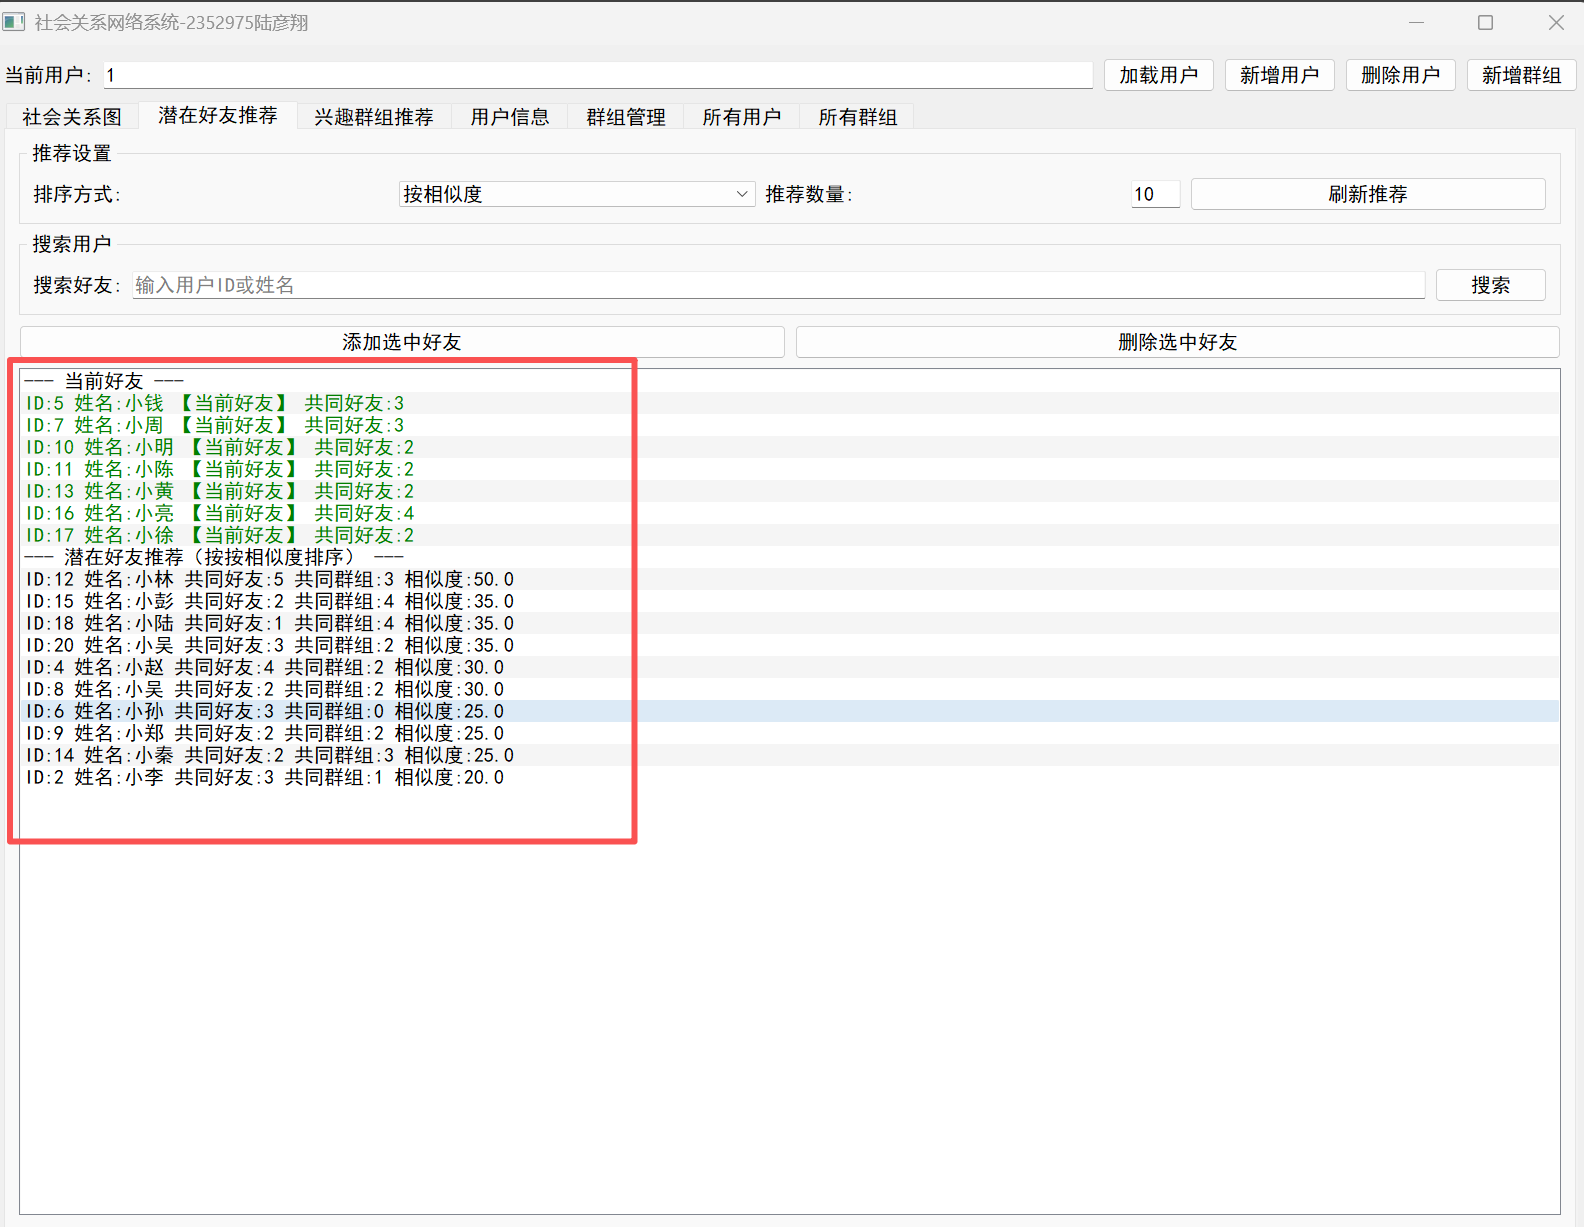 社会关系网络系统-2352975陆彦翔
当前用户: 1 加载用户 新增用户 删除用户 新增群组
社会关系图 潜在好友推荐 兴趣群组推荐 用户信息 群组管理 所有用户 所有群组
推荐设置
排序方式: 按相似度 推荐数量: 10 刷新推荐
搜索用户
搜索好友: 输入用户ID或姓名 搜索
添加选中好友 删除选中好友
--- 当前好友 ---
ID:5 姓名:小钱 【当前好友】 共同好友:3
ID:7 姓名:小周 【当前好友】 共同好友:3
ID:10 姓名:小明 【当前好友】 共同好友:2
ID:11 姓名:小陈 【当前好友】 共同好友:2
ID:13 姓名:小黄 【当前好友】 共同好友:2
ID:16 姓名:小亮 【当前好友】 共同好友:4
ID:17 姓名:小徐 【当前好友】 共同好友:2
--- 潜在好友推荐（按按相似度排序） ---
ID:12 姓名:小林 共同好友:5 共同群组:3 相似度:50.0
ID:15 姓名:小彭 共同好友:2 共同群组:4 相似度:35.0
ID:18 姓名:小陆 共同好友:1 共同群组:4 相似度:35.0
ID:20 姓名:小吴 共同好友:3 共同群组:2 相似度:35.0
ID:4 姓名:小赵 共同好友:4 共同群组:2 相似度:30.0
ID:8 姓名:小吴 共同好友:2 共同群组:2 相似度:30.0
ID:6 姓名:小孙 共同好友:3 共同群组:0 相似度:25.0
ID:9 姓名:小郑 共同好友:2 共同群组:2 相似度:25.0
ID:14 姓名:小秦 共同好友:2 共同群组:3 相似度:25.0
ID:2 姓名:小李 共同好友:3 共同群组:1 相似度:20.0